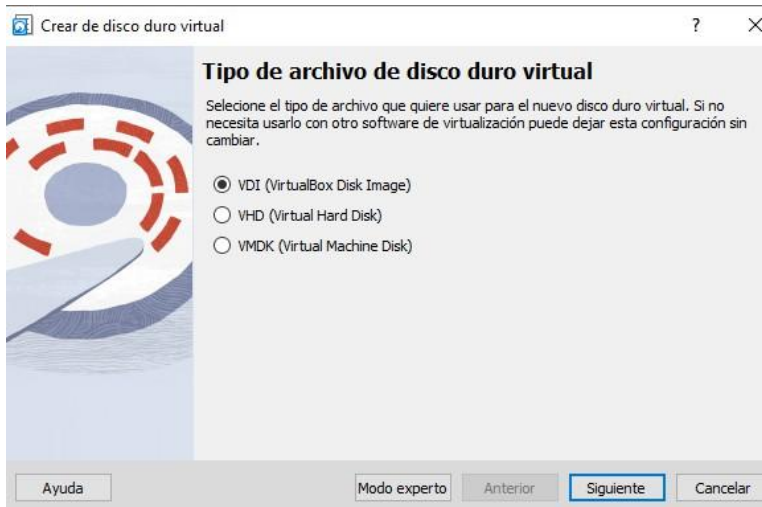 Crear de disco duro virtual
?
Tipo de archivo de disco duro virtual
Selecione el tipo de archivo que quiere usar para el nuevo disco duro virtual. Si no
necesita usarlo con otro software de virtualización puede dejar esta configuración sin
cambiar.
VDI (VirtualBox Disk Image)
VHD (Virtual Hard Disk)
VMDK (Virtual Machine Disk)
Ayuda
Modo experto
Anterior
Siguiente
Cancelar